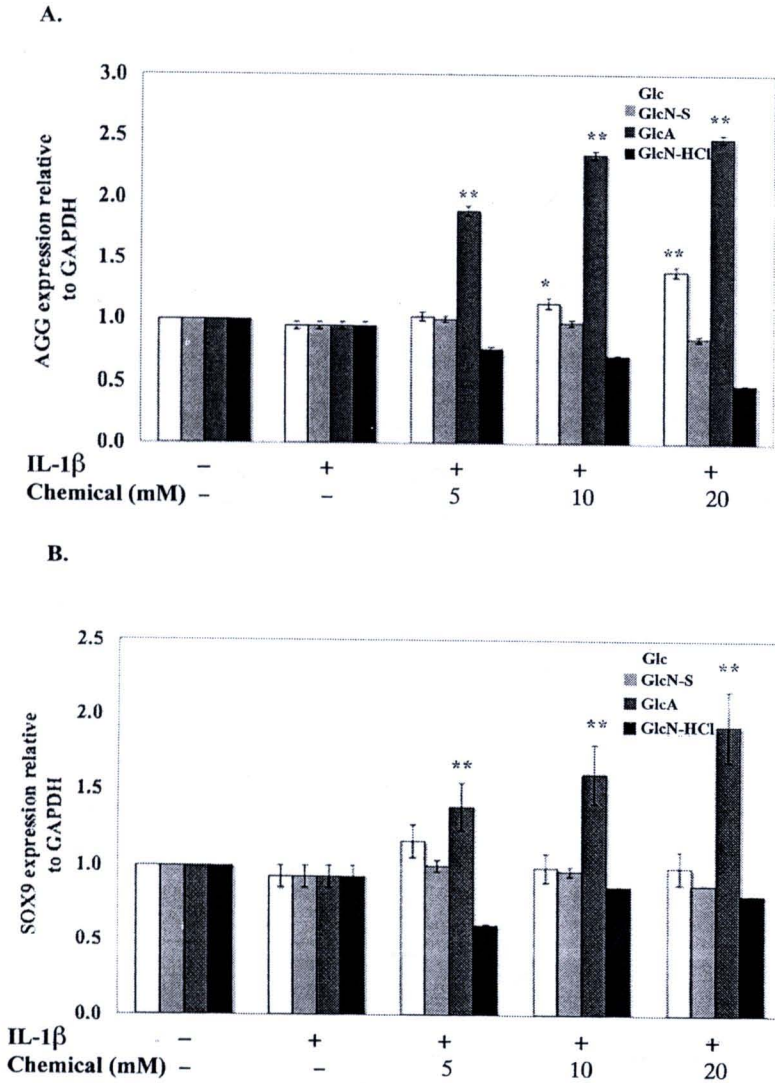 A.
AGG expression relative
to GAPDH
3.0
2.5
2.0
1.5
1.0
0.5
0.0
Glc
GlcN-S
GlcA
GlcN-HCl
**
*
**
**
**
IL-1β – + + + +
Chemical (mM) – – 5 10 20
B.
SOX9 expression relative
to GAPDH
2.5
2.0
1.5
1.0
0.5
0.0
Glc
GlcN-S
GlcA
GlcN-HCl
**
**
**
IL-1β – + + + +
Chemical (mM) – – 5 10 20